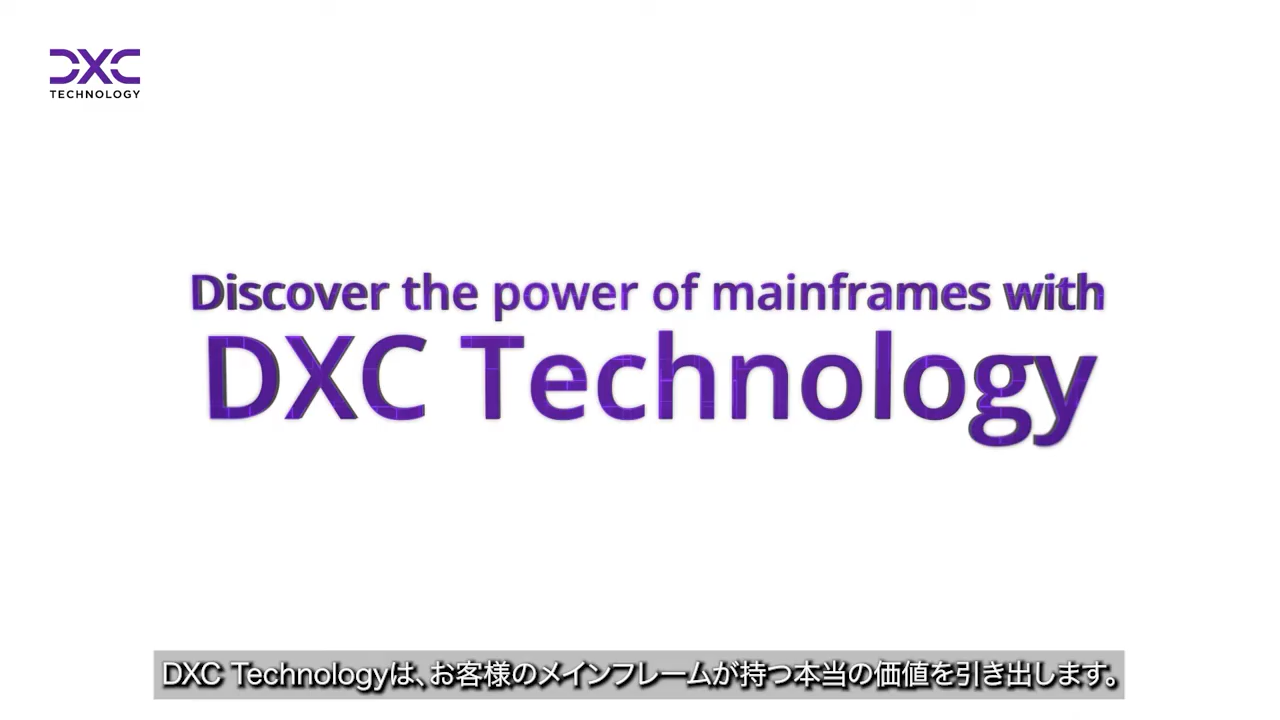 DXC
TECHNOLOGY
Discover the power of mainframes with
DXC Technology
DXC Technologyは、お客様のメインフレームが持つ本当の価値を引き出します。